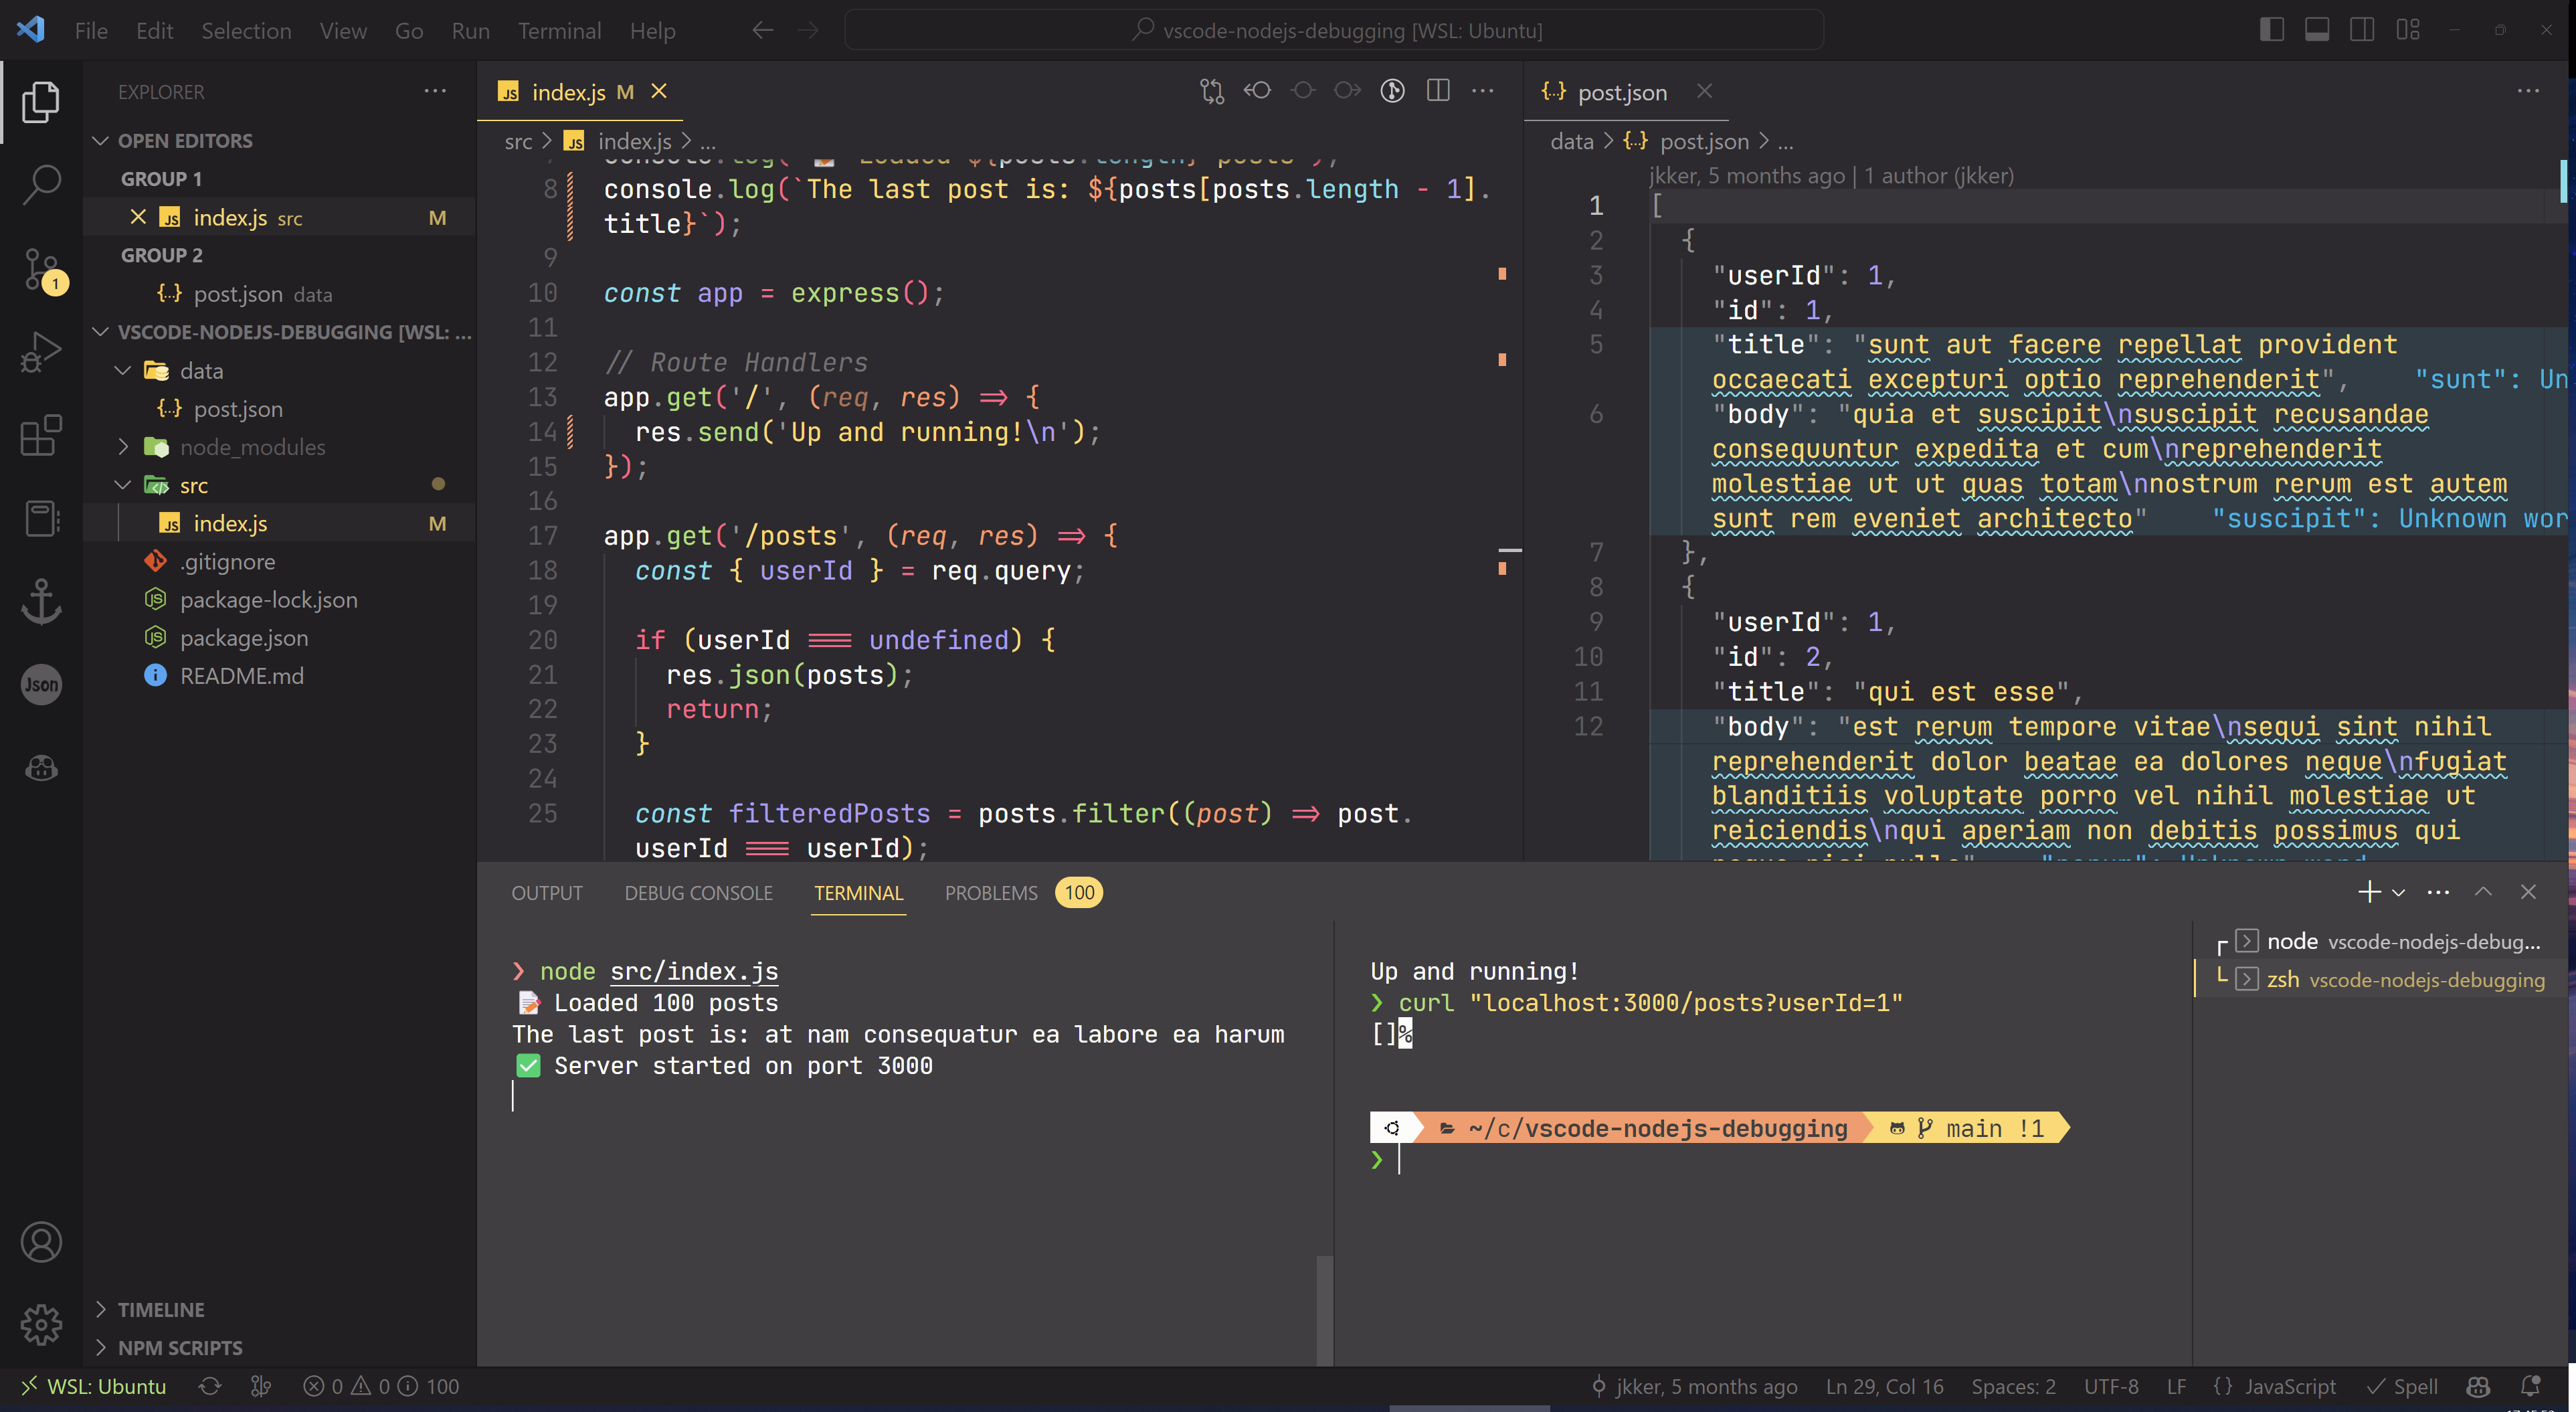 File Edit Selection View Go Run Terminal Help
vscode-nodejs-debugging [WSL: Ubuntu]
EXPLORER
OPEN EDITORS
GROUP 1
index.js src M
GROUP 2
post.json data
VSCODE-NODEJS-DEBUGGING [WSL: ...
data
post.json
node_modules
src
index.js M
.gitignore
package-lock.json
package.json
README.md
TIMELINE
NPM SCRIPTS
1
Json
index.js M
src > index.js > ...
console.log(` Loaded ${posts.length} posts`);
8 console.log(`The last post is: ${posts[posts.length - 1].
title}`);
9
10 const app = express();
11
12 // Route Handlers
13 app.get('/', (req, res) => {
14 res.send('Up and running!\n');
15 });
16
17 app.get('/posts', (req, res) => {
18 const { userId } = req.query;
19
20 if (userId === undefined) {
21 res.json(posts);
22 return;
23 }
24
25 const filteredPosts = posts.filter((post) => post.
userId === userId);
post.json
data > {..} post.json > ...
jkker, 5 months ago | 1 author (jkker)
1 [
2 {
3 "userId": 1,
4 "id": 1,
5 "title": "sunt aut facere repellat provident
occaecati excepturi optio reprehenderit", "sunt": Un
6 "body": "quia et suscipit\nsuscipit recusandae
consequuntur expedita et cum\nreprehenderit
molestiae ut ut quas totam\nnostrum rerum est autem
sunt rem eveniet architecto" "suscipit": Unknown wor
7 },
8 {
9 "userId": 1,
10 "id": 2,
11 "title": "qui est esse",
12 "body": "est rerum tempore vitae\nsequi sint nihil
reprehenderit dolor beatae ea dolores neque\nfugiat
blanditiis voluptate porro vel nihil molestiae ut
reiciendis\nqui aperiam non debitis possimus qui
OUTPUT DEBUG CONSOLE TERMINAL PROBLEMS 100
❯ node src/index.js
📝 Loaded 100 posts
The last post is: at nam consequatur ea labore ea harum
✅ Server started on port 3000
Up and running!
❯ curl "localhost:3000/posts?userId=1"
[]%
~/c/vscode-nodejs-debugging main !1
❯
node vscode-nodejs-debug...
zsh vscode-nodejs-debugging
WSL: Ubuntu 0 0 100 jkker, 5 months ago Ln 29, Col 16 Spaces: 2 UTF-8 LF {} JavaScript Spell